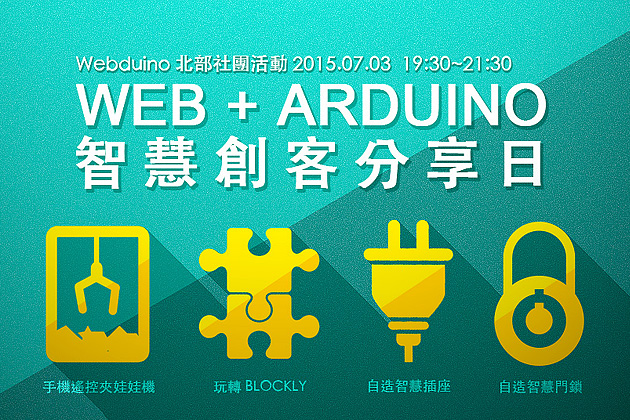 Webduino 北部社團活動 2015.07.03 19:30~21:30
WEB + ARDUINO
智慧創客分享日
手機遙控夾娃娃機
玩轉 BLOCKLY
自造智慧插座
自造智慧門鎖